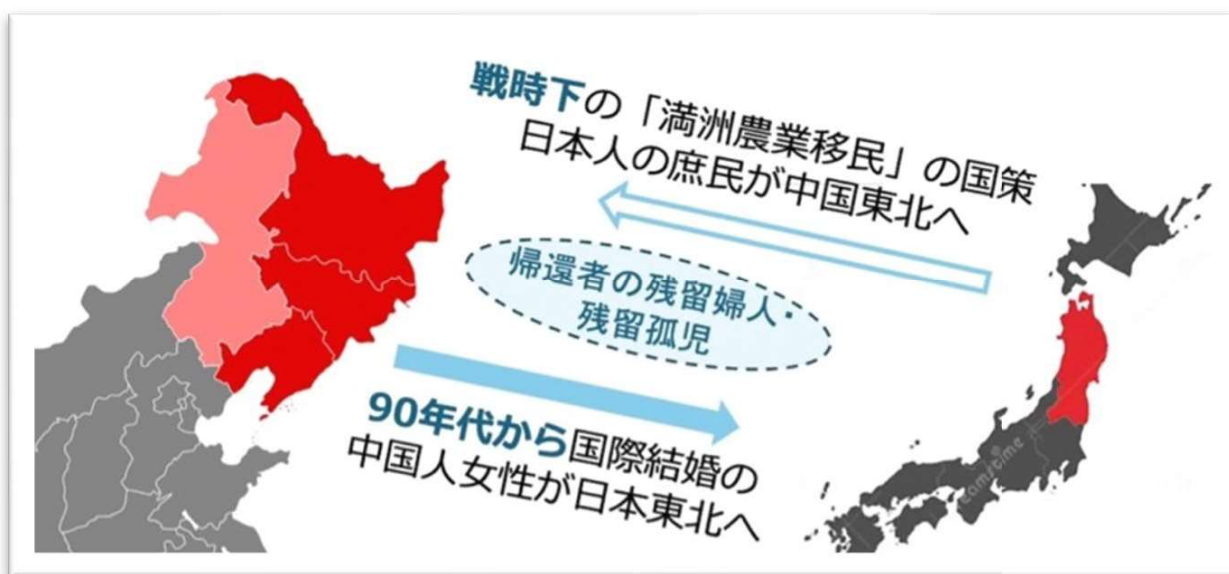 戦時下の「満洲農業移民」の国策
日本人の庶民が中国東北へ
帰還者の残留婦人・
残留孤児
90年代から国際結婚の
中国人女性が日本東北へ